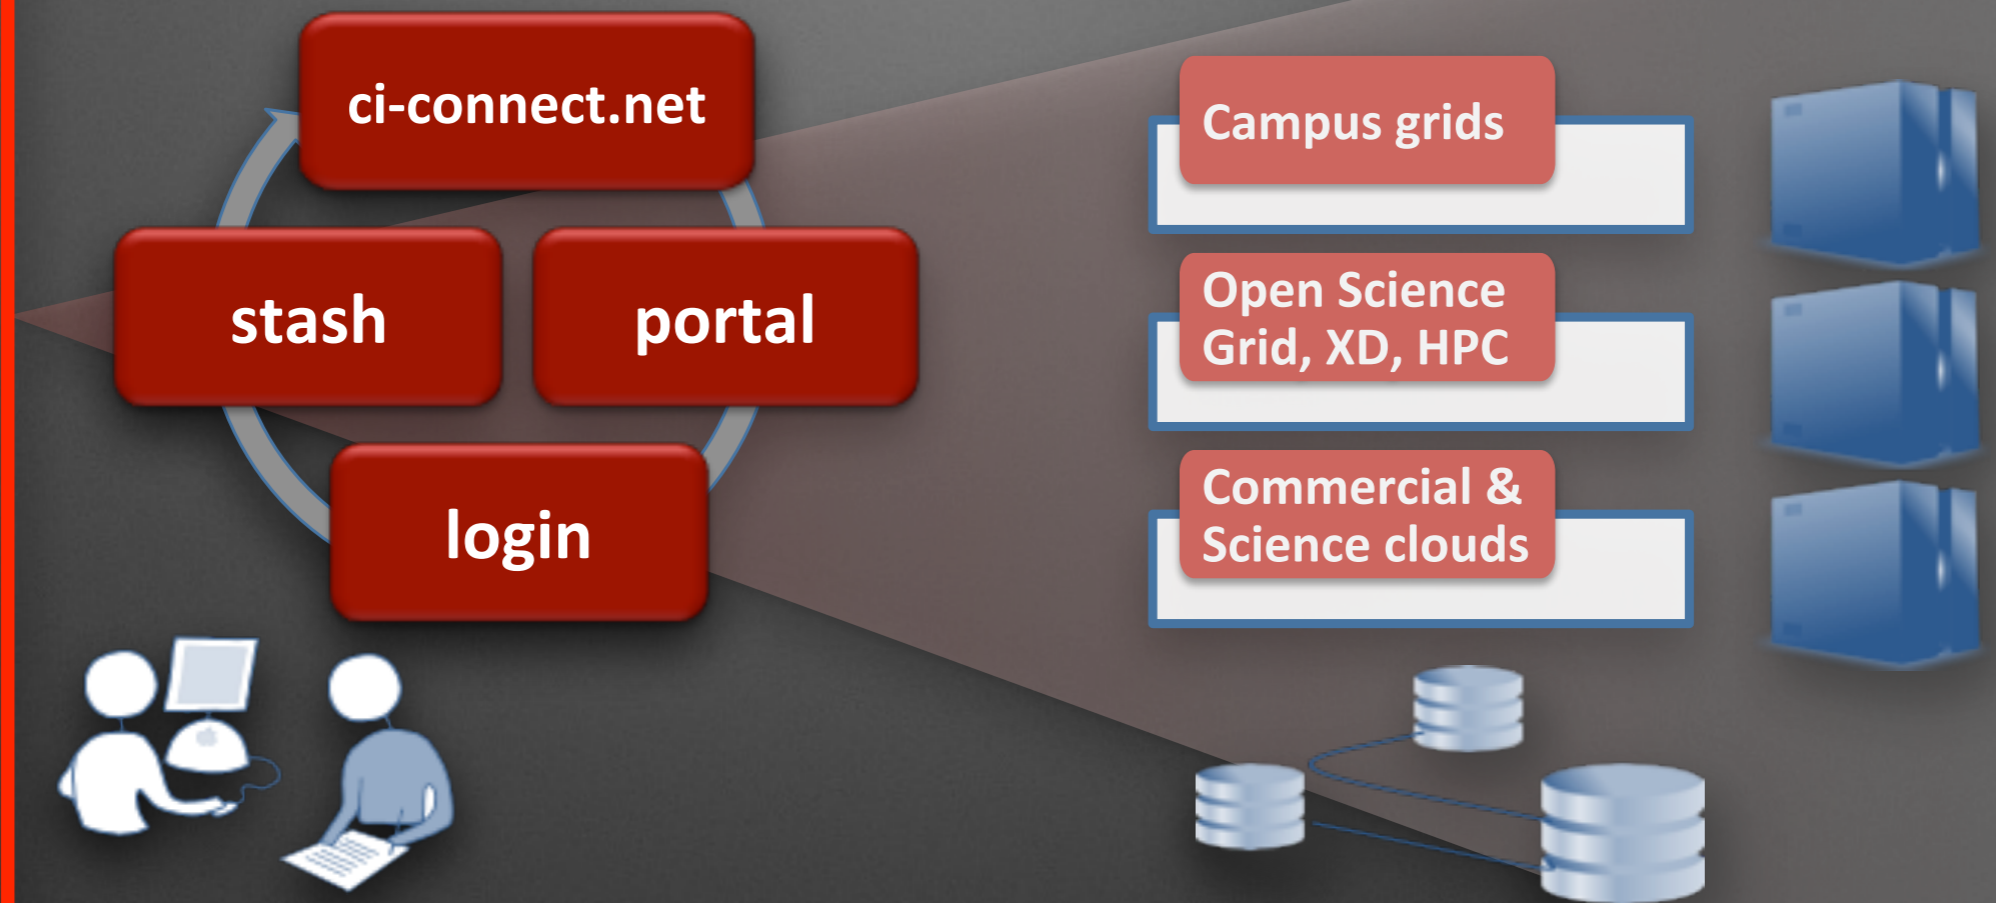 ci-connect.net
stash
portal
login
Campus grids
Open Science
Grid, XD, HPC
Commercial &
Science clouds